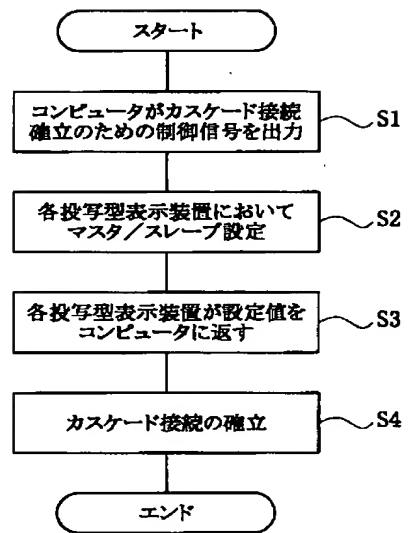 スタート
コンピュータがカスケード接続
確立のための制御信号を出力
S1
各投写型表示装置において
マスタ／スレーブ設定
S2
各投写型表示装置が設定値を
コンピュータに返す
S3
カスケード接続の確立
S4
エンド